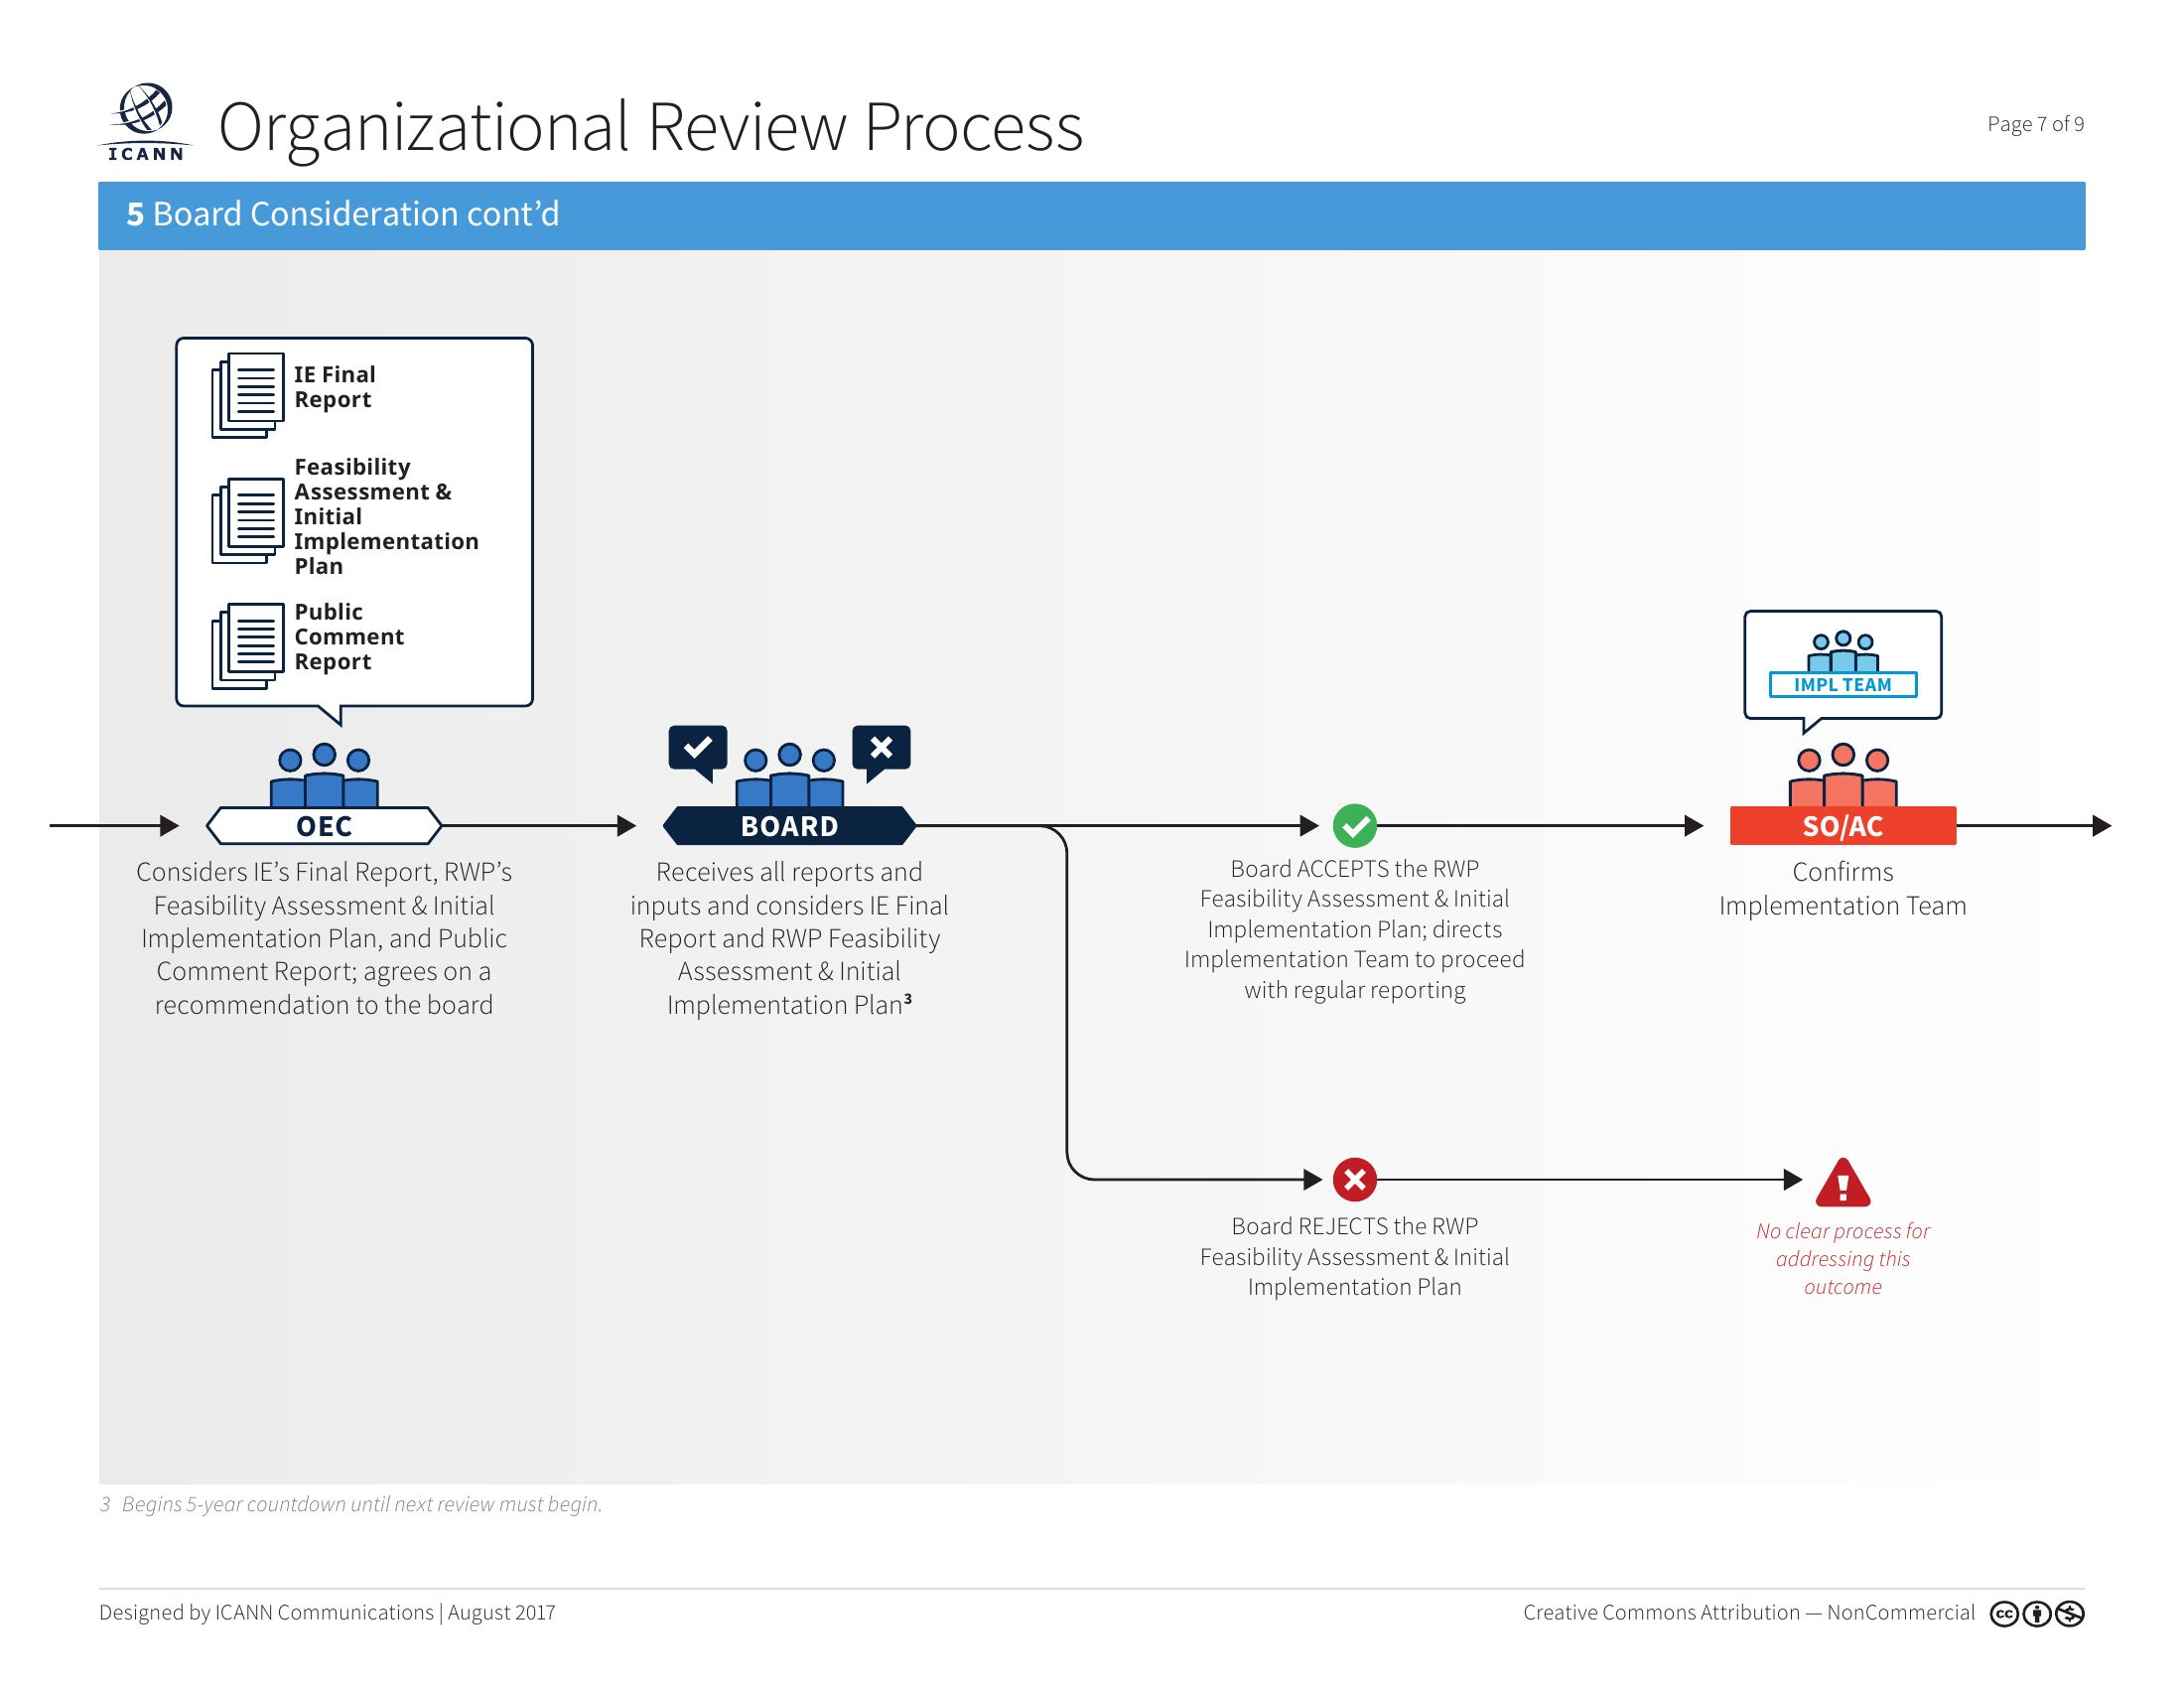 ICANN
Organizational Review Process
Page 7 of 9
5 Board Consideration cont’d
IE Final
Report
Feasibility
Assessment &
Initial
Implementation
Plan
Public
Comment
Report
OEC
Considers IE’s Final Report, RWP’s
Feasibility Assessment & Initial
Implementation Plan, and Public
Comment Report; agrees on a
recommendation to the board
BOARD
Receives all reports and
inputs and considers IE Final
Report and RWP Feasibility
Assessment & Initial
Implementation Plan³
Board ACCEPTS the RWP
Feasibility Assessment & Initial
Implementation Plan; directs
Implementation Team to proceed
with regular reporting
IMPL TEAM
SO/AC
Confirms
Implementation Team
Board REJECTS the RWP
Feasibility Assessment & Initial
Implementation Plan
No clear process for
addressing this
outcome
3 Begins 5-year countdown until next review must begin.
Designed by ICANN Communications | August 2017
Creative Commons Attribution — NonCommercial
cc